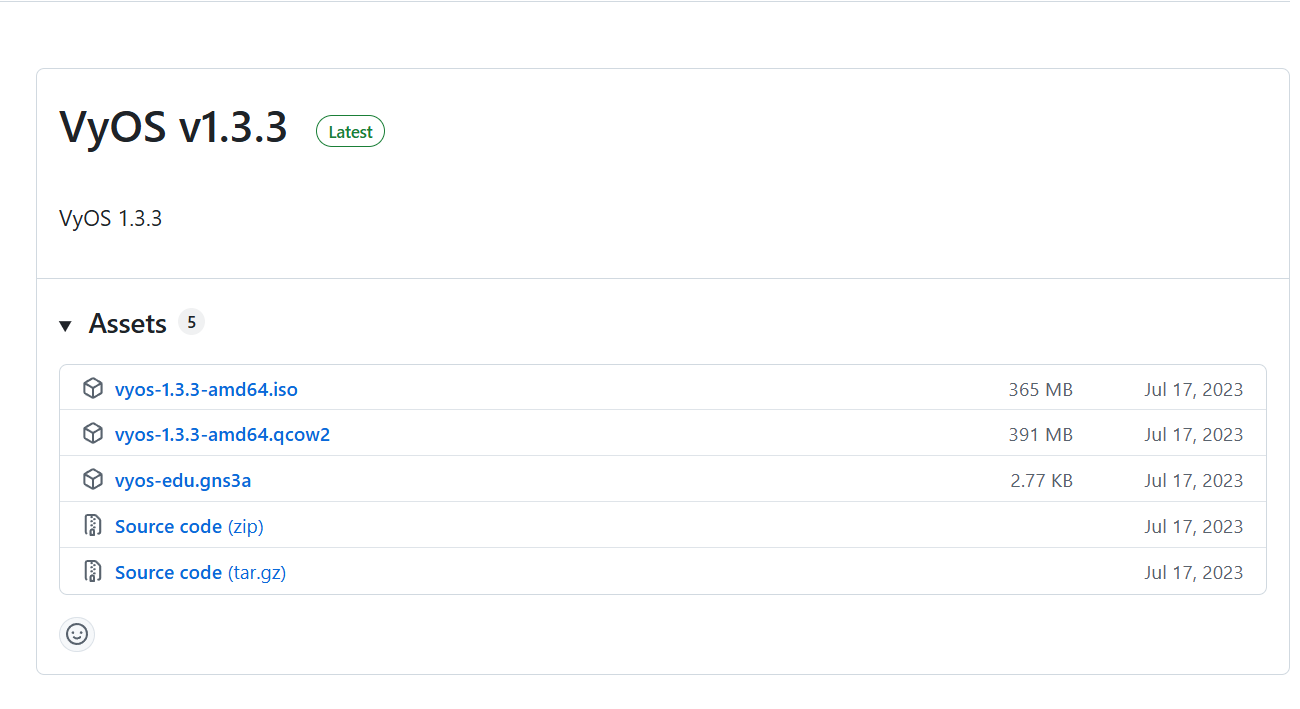 VyOS v1.3.3 Latest
VyOS 1.3.3
Assets 5
vyos-1.3.3-amd64.iso 365 MB Jul 17, 2023
vyos-1.3.3-amd64.qcow2 391 MB Jul 17, 2023
vyos-edu.gns3a 2.77 KB Jul 17, 2023
Source code (zip) Jul 17, 2023
Source code (tar.gz) Jul 17, 2023